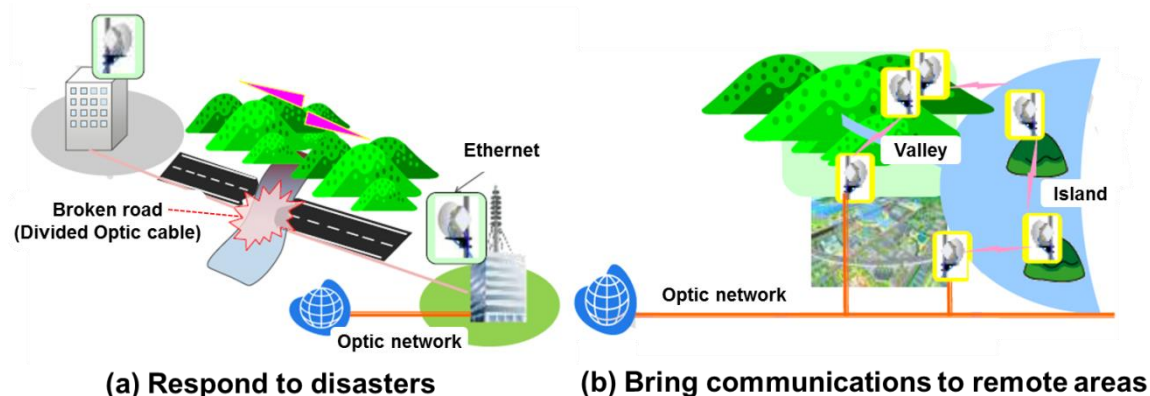 Ethernet
Broken road
(Divided Optic cable)
Optic network
(a) Respond to disasters
Valley
Island
Optic network
(b) Bring communications to remote areas